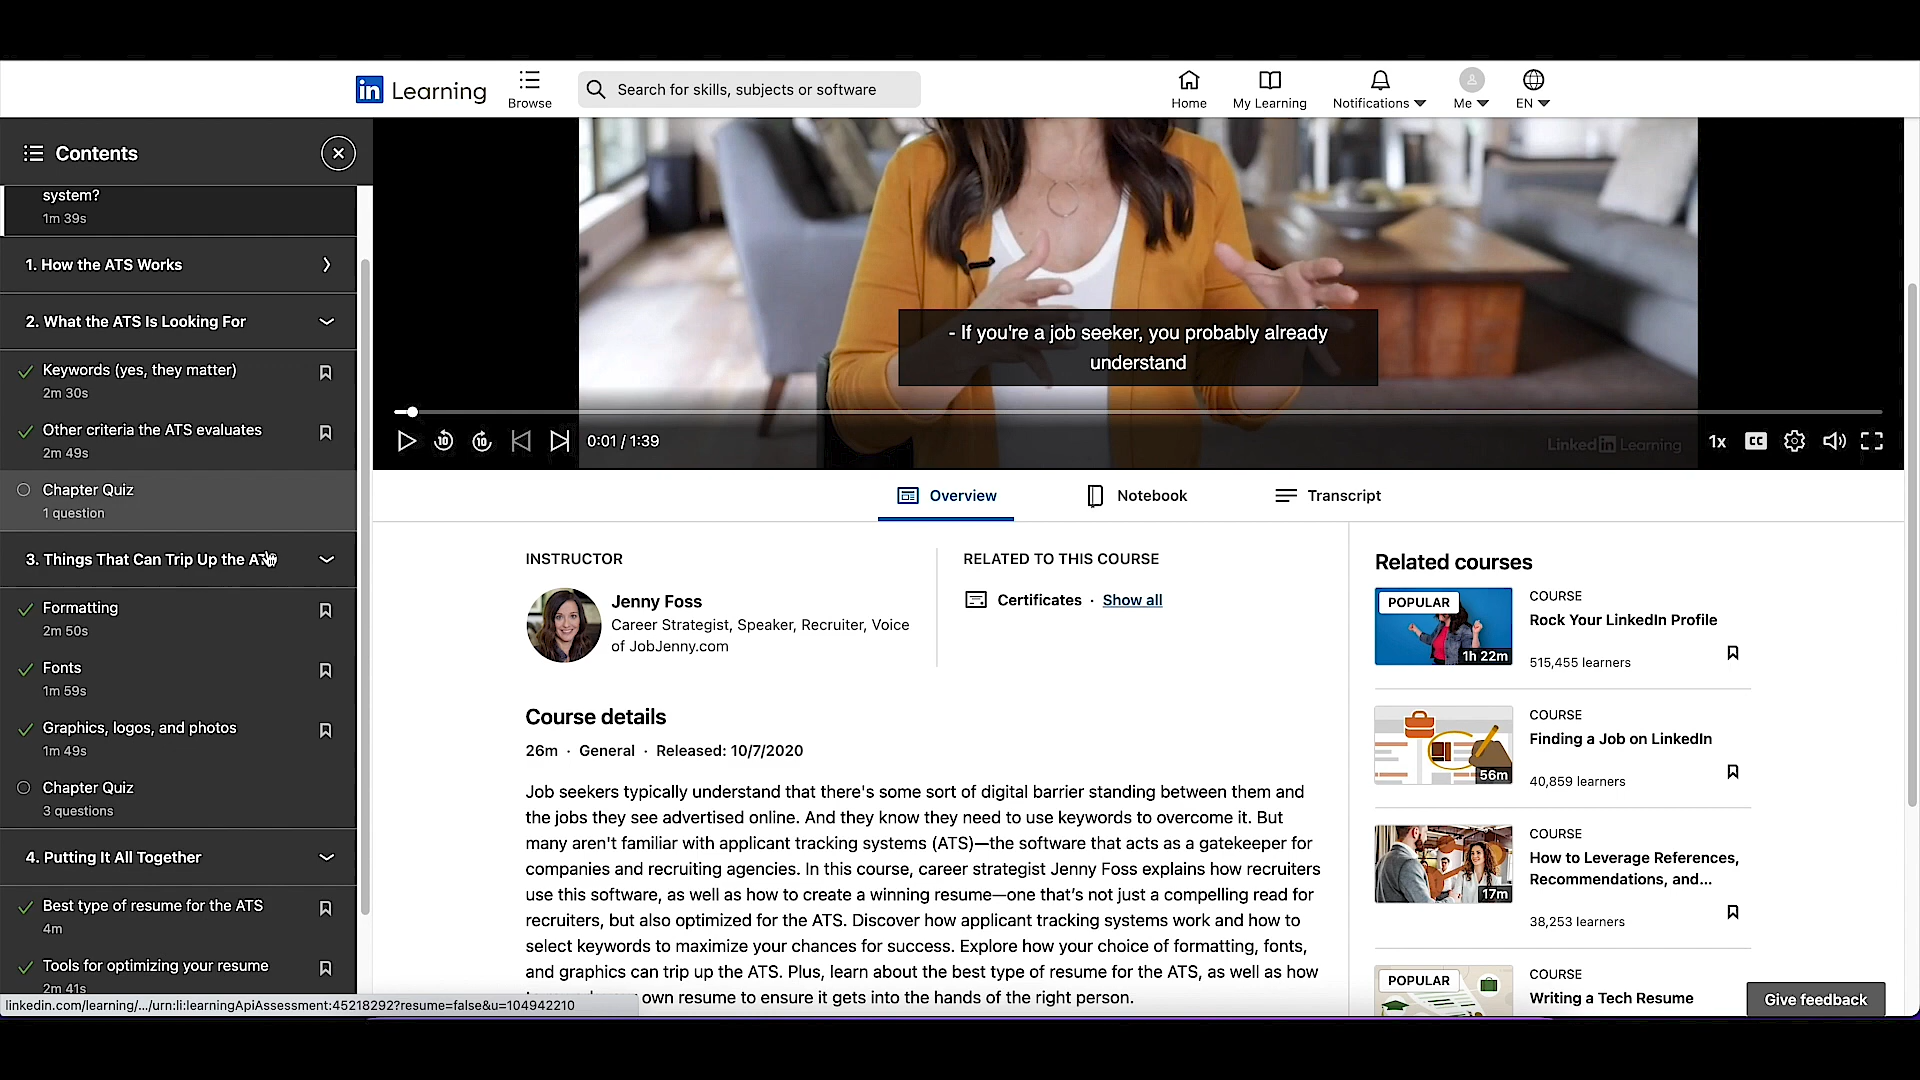 in Learning
Browse
Search for skills, subjects or software
Home
My Learning
Notifications
Me
EN
Contents
system?
1m 39s
1. How the ATS Works
2. What the ATS Is Looking For
Keywords (yes, they matter)
2m 30s
Other criteria the ATS evaluates
2m 49s
Chapter Quiz
1 question
3. Things That Can Trip Up the ATS
Formatting
2m 50s
Fonts
1m 59s
Graphics, logos, and photos
1m 49s
Chapter Quiz
3 questions
4. Putting It All Together
Best type of resume for the ATS
4m
Tools for optimizing your resume
2m 41s
linkedin.com/learning/.../urn:li:learningApiAssessment:45218292?resume=false&u=104942210
- If you're a job seeker, you probably already
understand
10
10
0:01 / 1:39
Linked in Learning
1x
CC
Overview
Notebook
Transcript
INSTRUCTOR
Jenny Foss
Career Strategist, Speaker, Recruiter, Voice
of JobJenny.com
RELATED TO THIS COURSE
Certificates · Show all
Course details
26m · General · Released: 10/7/2020
Job seekers typically understand that there's some sort of digital barrier standing between them and
the jobs they see advertised online. And they know they need to use keywords to overcome it. But
many aren't familiar with applicant tracking systems (ATS)—the software that acts as a gatekeeper for
companies and recruiting agencies. In this course, career strategist Jenny Foss explains how recruiters
use this software, as well as how to create a winning resume—one that's not just a compelling read for
recruiters, but also optimized for the ATS. Discover how applicant tracking systems work and how to
select keywords to maximize your chances for success. Explore how your choice of formatting, fonts,
and graphics can trip up the ATS. Plus, learn about the best type of resume for the ATS, as well as how
own resume to ensure it gets into the hands of the right person.
Related courses
POPULAR
1h 22m
COURSE
Rock Your LinkedIn Profile
515,455 learners
56m
COURSE
Finding a Job on LinkedIn
40,859 learners
17m
COURSE
How to Leverage References,
Recommendations, and...
38,253 learners
POPULAR
COURSE
Writing a Tech Resume
Give feedback